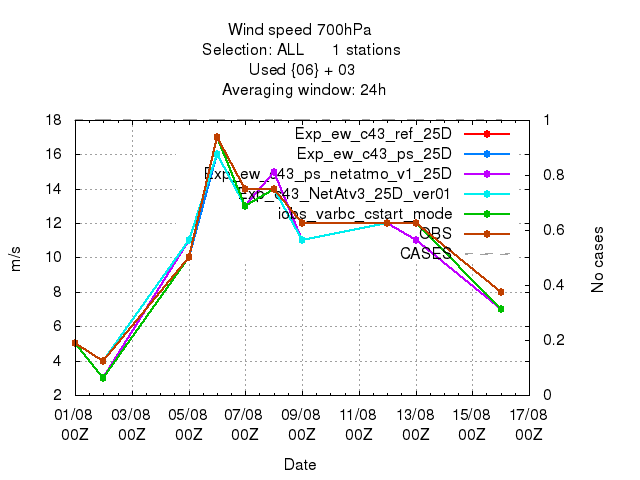 Wind speed 700hPa
Selection: ALL 1 stations
Used {06} + 03
Averaging window: 24h
18 1
16 0.8
14
12 0.6
10
8 0.4
6 0.2
4
2 0
Exp_ew_c43_ref_25D
Exp_ew_c43_ps_25D
Exp_ew_c43_ps_netatmo_v1_25D
Exp_c43_NetAtv3_25D_ver01
iobs_varbc_cstart_mode
OBS
CASES
m/s
No cases
01/08 03/08 05/08 07/08 09/08 11/08 13/08 15/08 17/08
00Z 00Z 00Z 00Z 00Z 00Z 00Z 00Z 00Z
Date